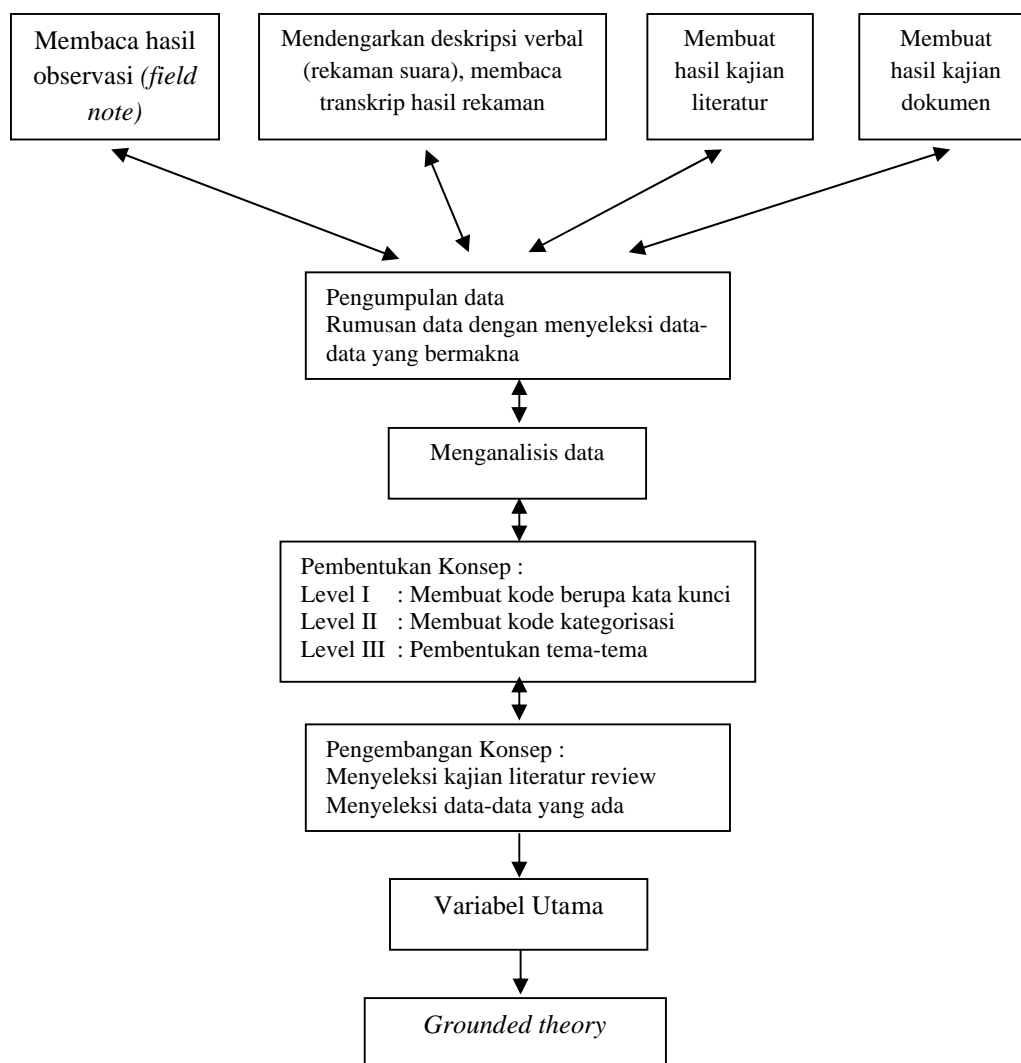 Membaca hasil
observasi (field
note)
Mendengarkan deskripsi verbal
(rekaman suara), membaca
transkrip hasil rekaman
Membuat
hasil kajian
literatur
Membuat
hasil kajian
dokumen
Pengumpulan data
Rumusan data dengan menyeleksi data-
data yang bermakna
Menganalisis data
Pembentukan Konsep :
Level I : Membuat kode berupa kata kunci
Level II : Membuat kode kategorisasi
Level III : Pembentukan tema-tema
Pengembangan Konsep :
Menyeleksi kajian literatur review
Menyeleksi data-data yang ada
Variabel Utama
Grounded theory